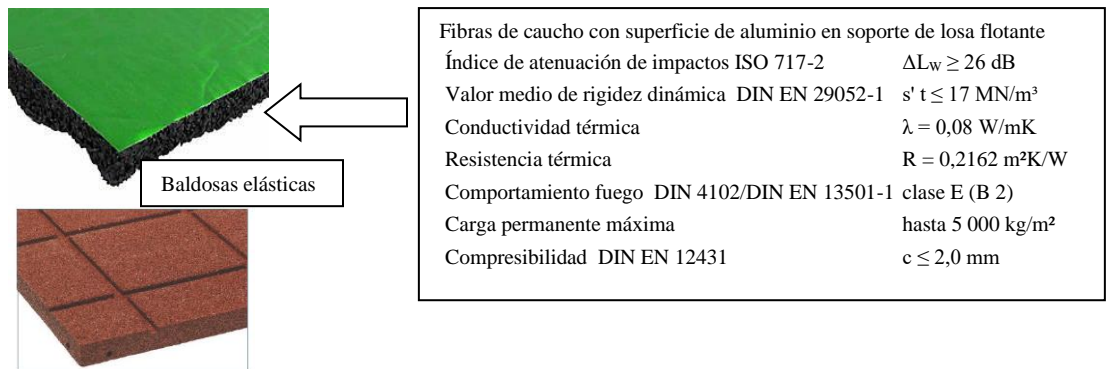 Fibras de caucho con superficie de aluminio en soporte de losa flotante
Índice de atenuación de impactos ISO 717-2 ΔLW ≥ 26 dB
Valor medio de rigidez dinámica DIN EN 29052-1 s' t ≤ 17 MN/m³
Conductividad térmica λ = 0,08 W/mK
Resistencia térmica R = 0,2162 m²K/W
Comportamiento fuego DIN 4102/DIN EN 13501-1 clase E (B 2)
Carga permanente máxima hasta 5 000 kg/m²
Compresibilidad DIN EN 12431 c ≤ 2,0 mm
Baldosas elásticas